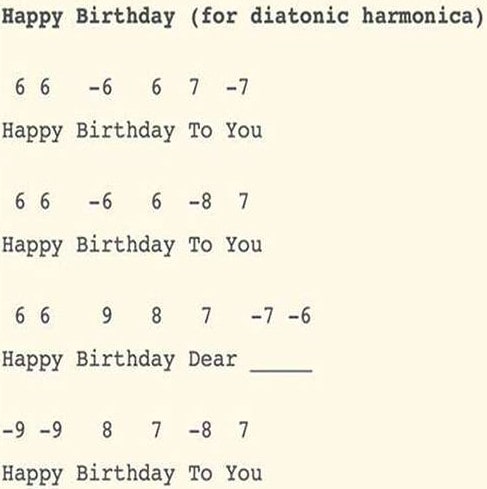 Happy Birthday (for diatonic harmonica)
6 6 -6 6 7 -7
Happy Birthday To You
6 6 -6 6 -8 7
Happy Birthday To You
6 6 9 8 7 -7 -6
Happy Birthday Dear _____
-9 -9 8 7 -8 7
Happy Birthday To You